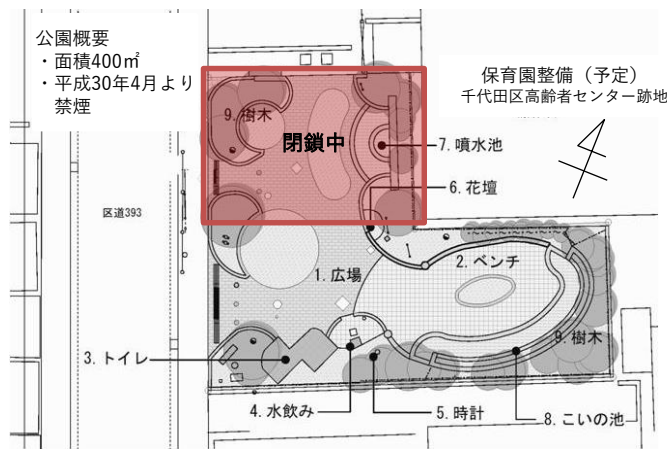 公園概要
・面積400㎡
・平成30年4月より
禁煙
保育園整備（予定）
千代田区高齢者センター跡地
9. 樹木
閉鎖中
7. 噴水池
6. 花壇
区道393
1. 広場
2. ベンチ
9. 樹木
3. トイレ
4. 水飲み
5. 時計
8. こいの池